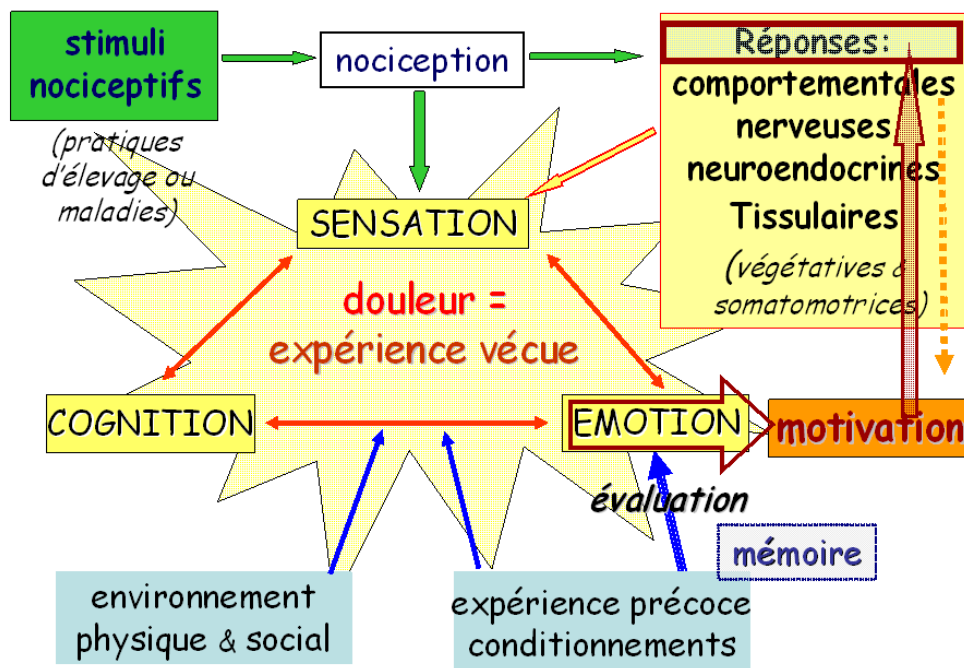 stimuli
nociceptifs
(pratiques
d'élevage ou
maladies)
nociception
Réponses:
comportementales
nerveuses
neuroendocrines
Tissulaires
(végétatives &
somatomotrices)
SENSATION
douleur =
expérience vécue
COGNITION
EMOTION
motivation
évaluation
mémoire
environnement
physique & social
expérience précoce
conditionnements